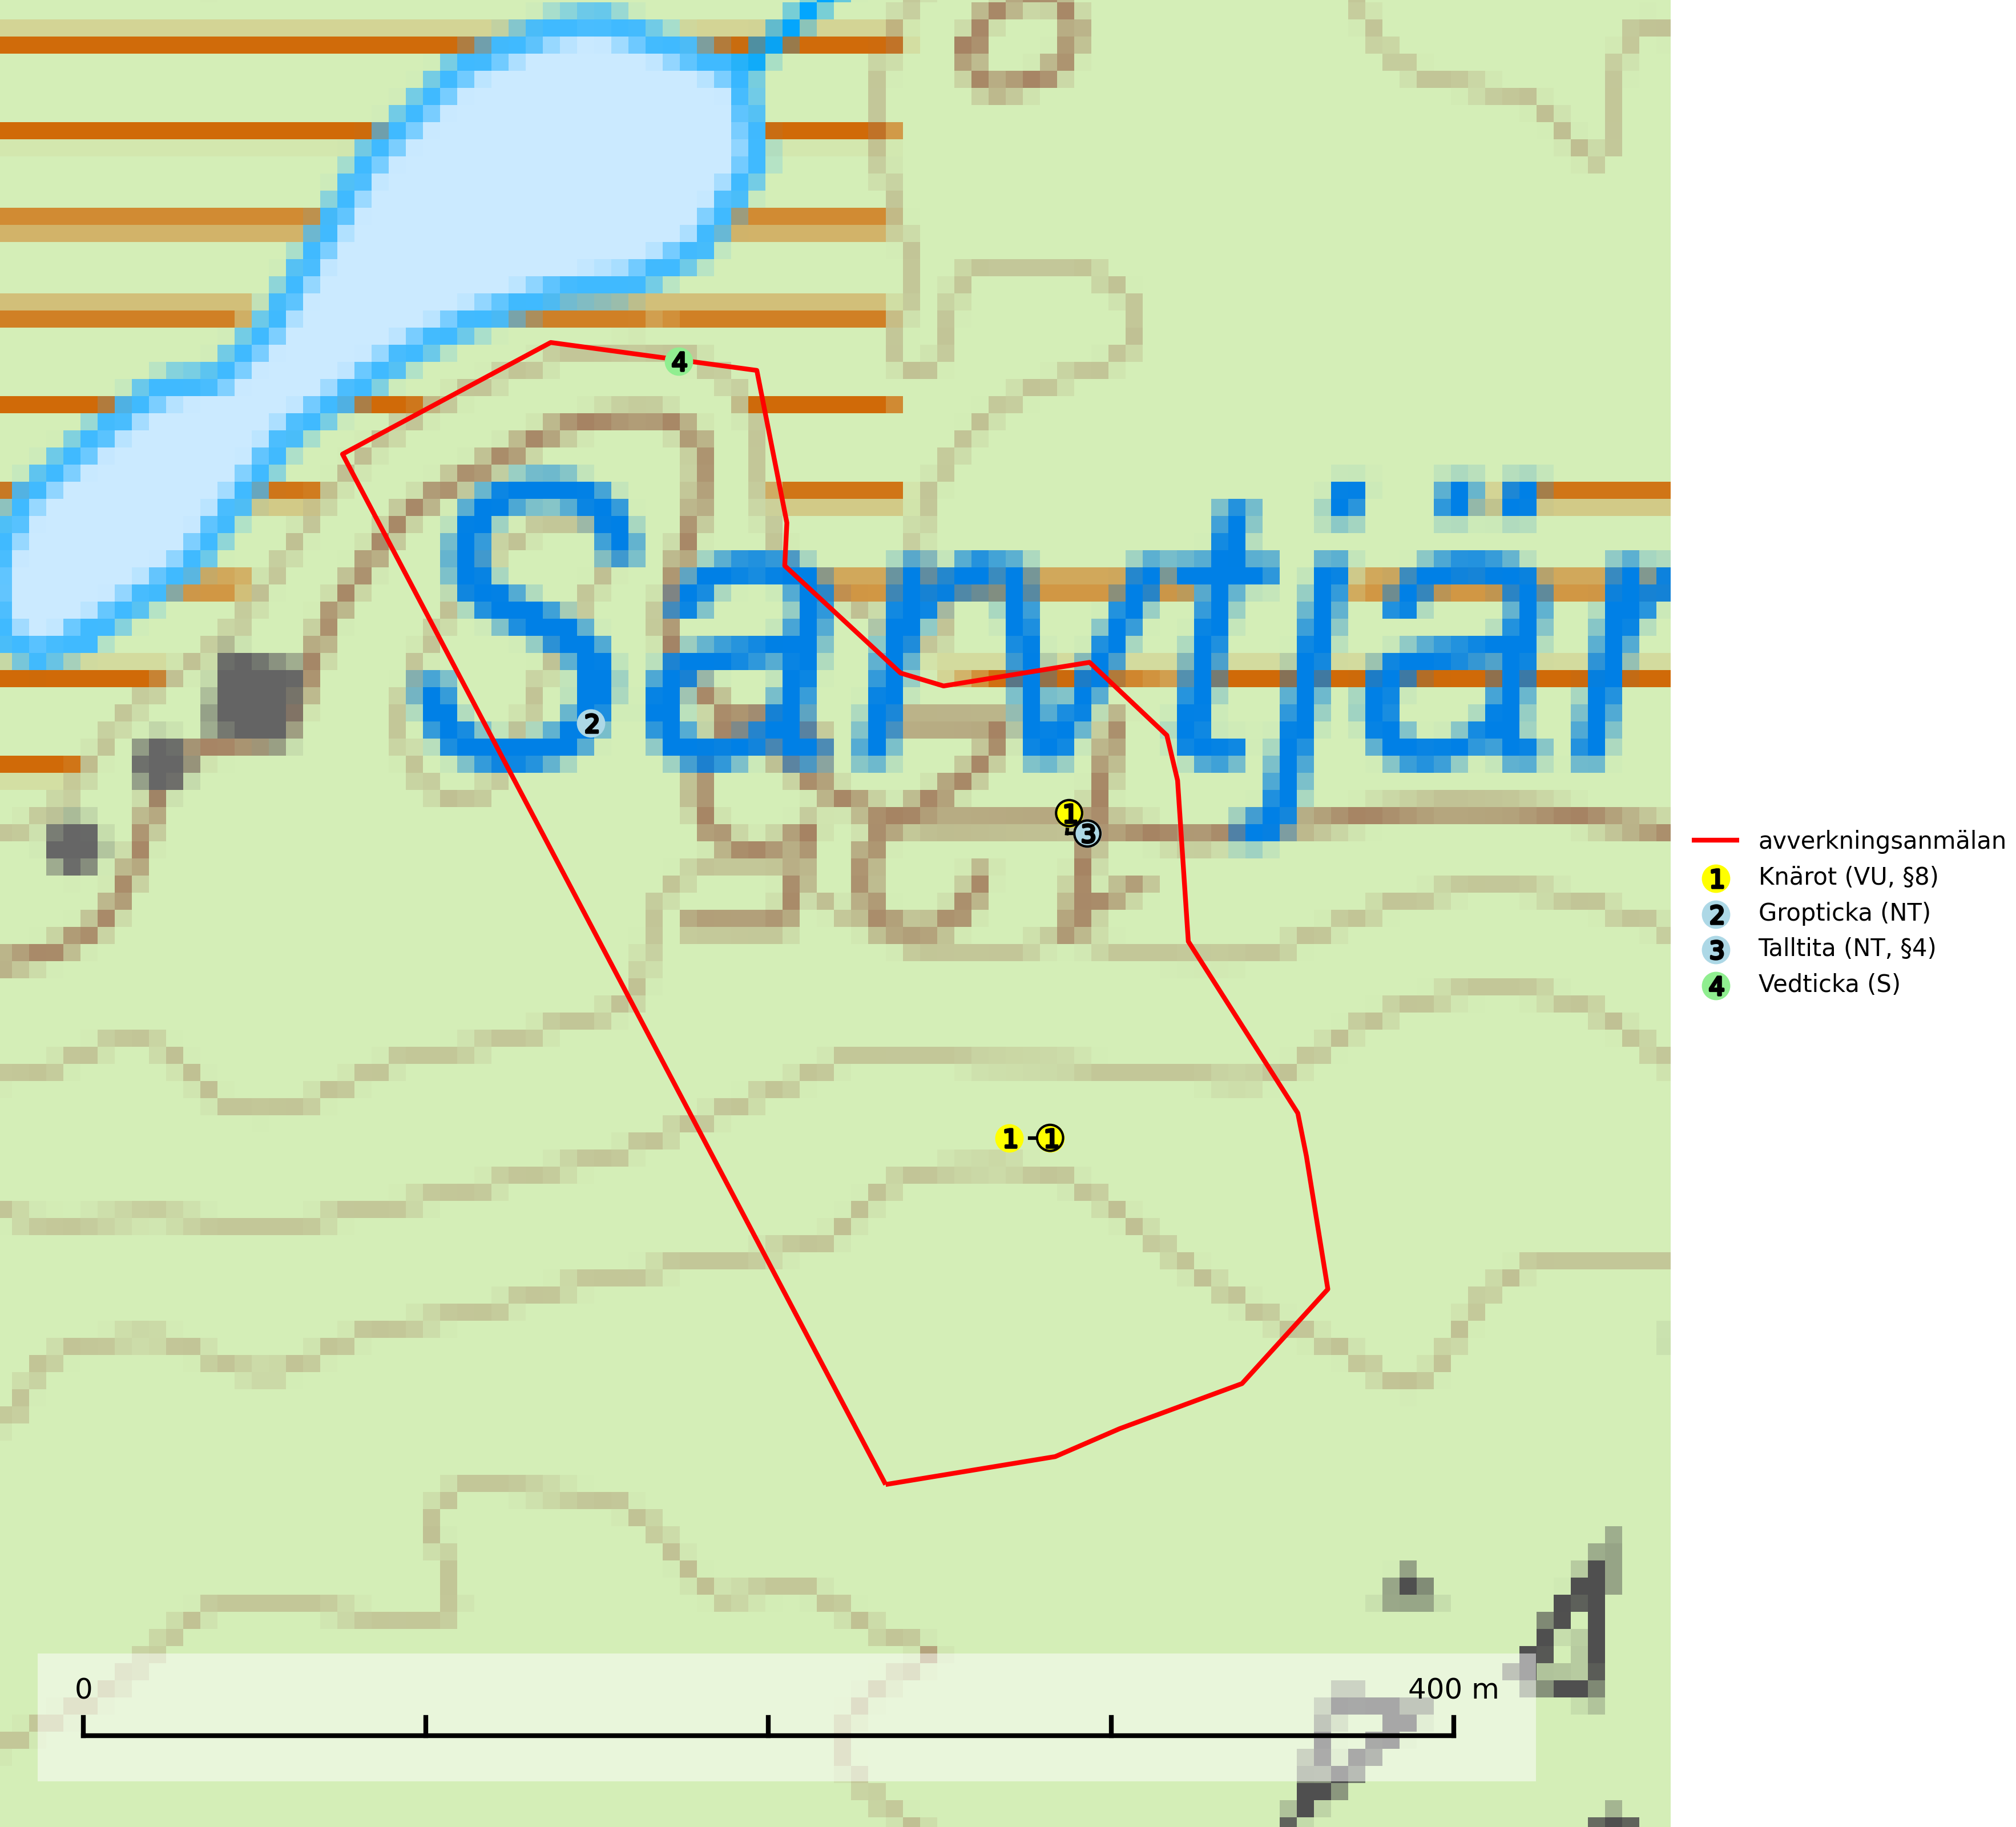 4
Sarvtjär
2
1
3
1 1
avverkningsanmälan
1 Knärot (VU, §8)
2 Gropticka (NT)
3 Talltita (NT, §4)
4 Vedticka (S)
0 400 m